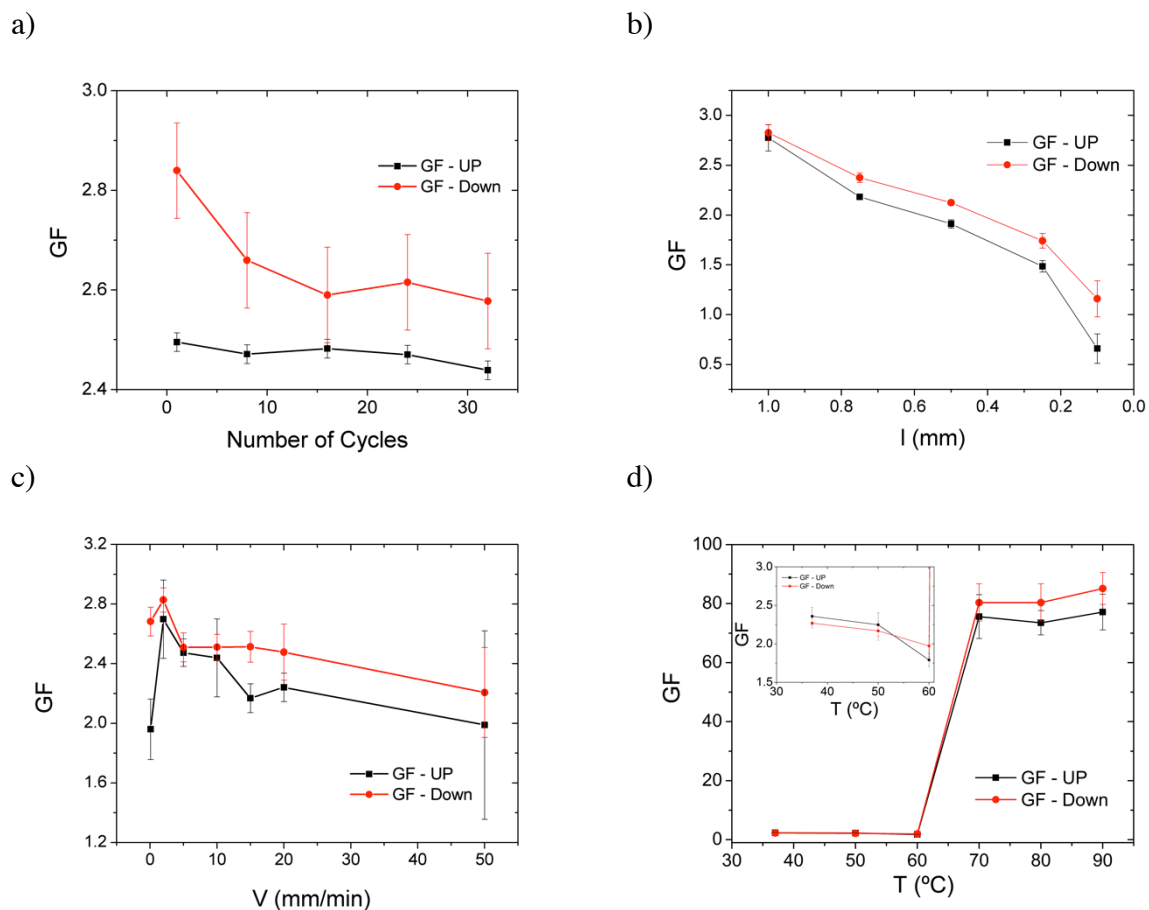 a)
3.0
2.8
2.6
2.4
GF
GF - UP
GF - Down
0 10 20 30
Number of Cycles
b)
3.0
2.5
2.0
1.5
1.0
0.5
GF
GF - UP
GF - Down
1.0 0.8 0.6 0.4 0.2 0.0
l (mm)
c)
3.2
2.8
2.4
2.0
1.6
1.2
GF
GF - UP
GF - Down
0 10 20 30 40 50
V (mm/min)
d)
100
80
60
40
20
0
GF
3.0
2.5
2.0
1.5
GF
GF - UP
GF - Down
30 40 50 60
T (ºC)
GF - UP
GF - Down
30 40 50 60 70 80 90
T (ºC)